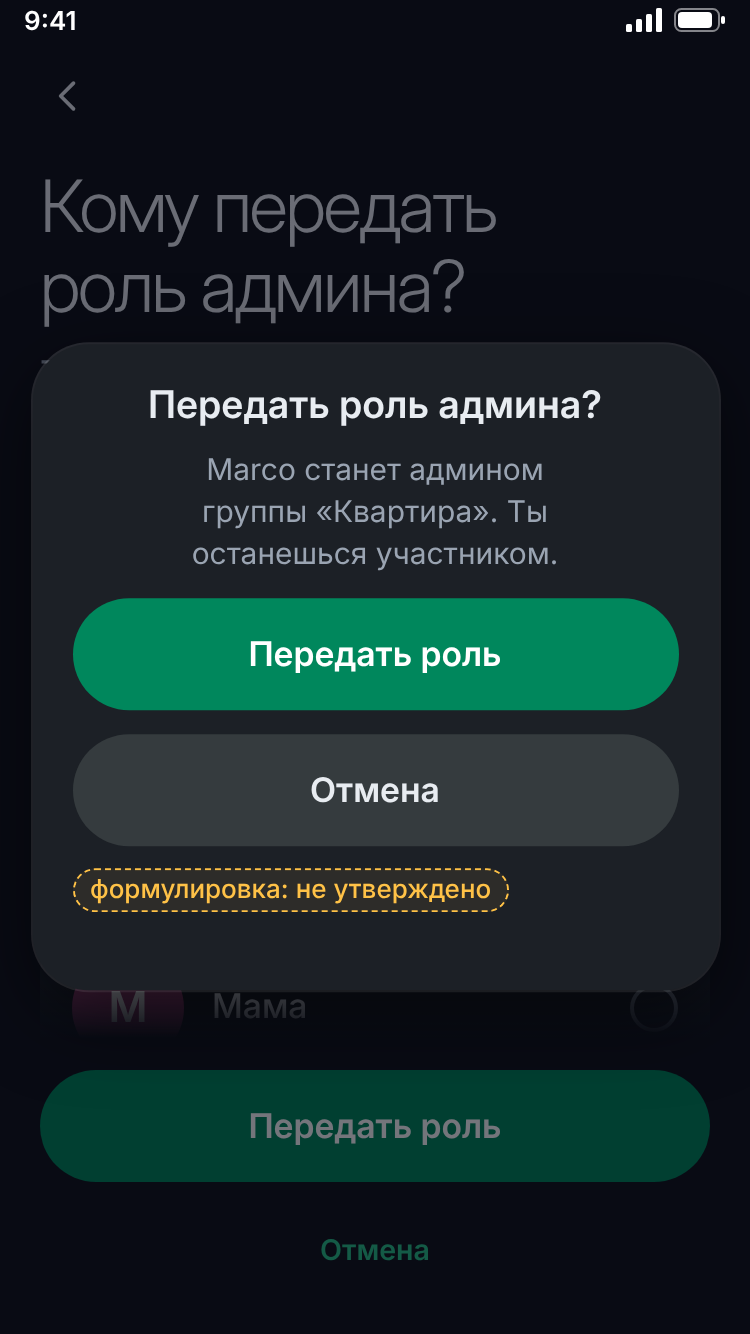 9:41
Кому передать
роль админа?
Передать роль админа?
Marco станет админом
группы «Квартира». Ты
останешься участником.
Передать роль
Отмена
формулировка: не утверждено
М Мама
Передать роль
Отмена